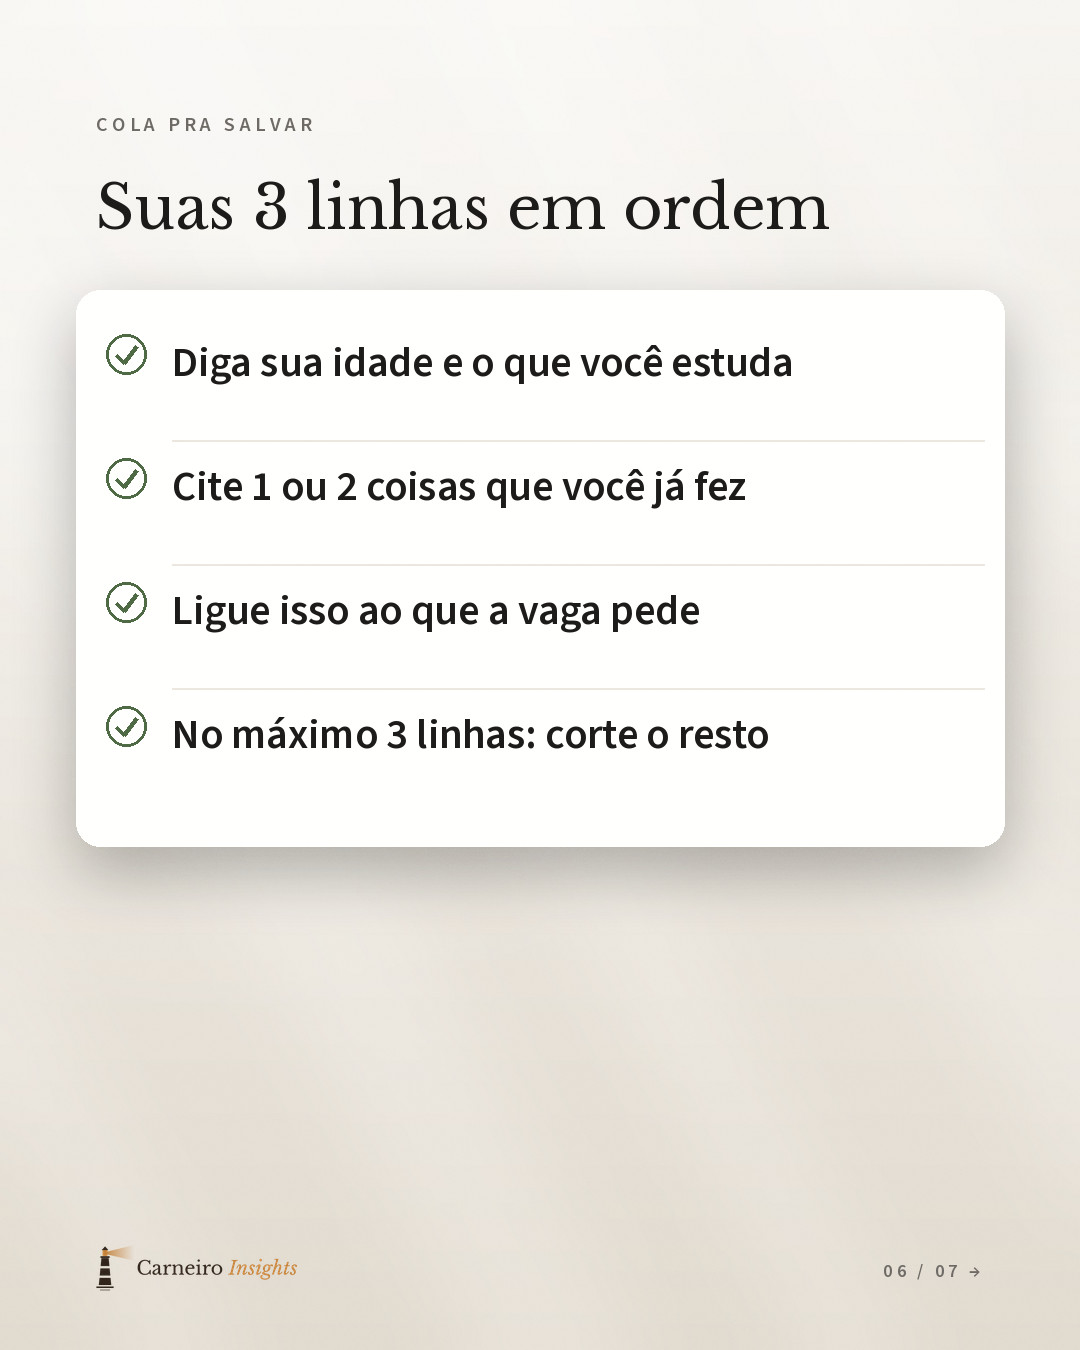 COLA PRA SALVAR
Suas 3 linhas em ordem
Diga sua idade e o que você estuda
Cite 1 ou 2 coisas que você já fez
Ligue isso ao que a vaga pede
No máximo 3 linhas: corte o resto
Carneiro Insights
06 / 07 →